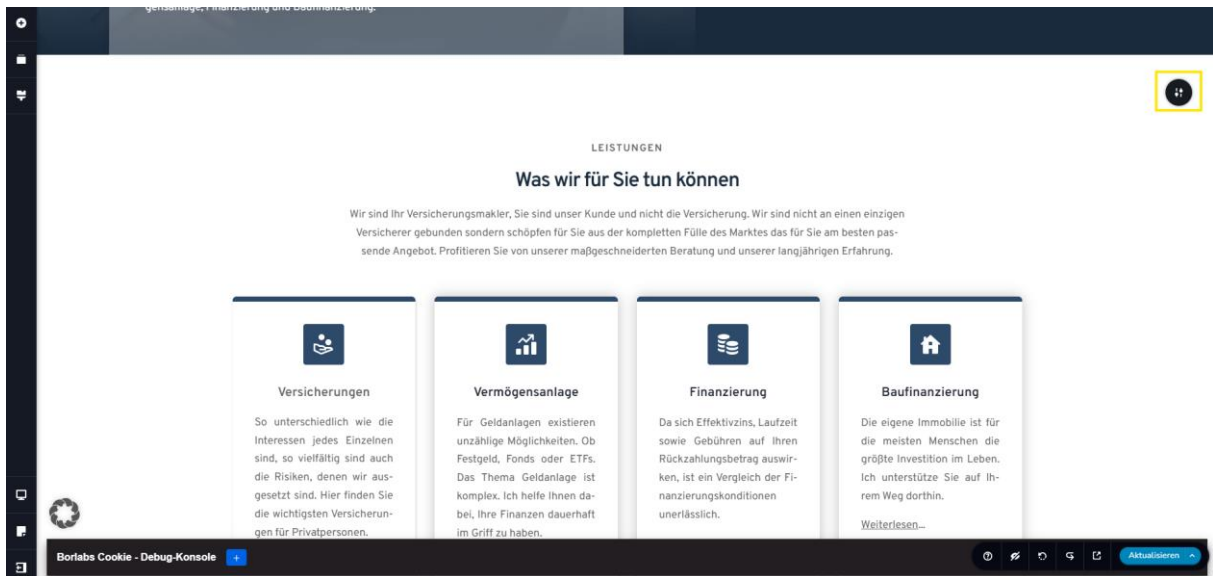 gensanlage, Finanzierung und Baufinanzierung.
LEISTUNGEN
Was wir für Sie tun können
Wir sind Ihr Versicherungsmakler, Sie sind unser Kunde und nicht die Versicherung. Wir sind nicht an einen einzigen
Versicherer gebunden sondern schöpfen für Sie aus der kompletten Fülle des Marktes das für Sie am besten pas-
sende Angebot. Profitieren Sie von unserer maßgeschneiderten Beratung und unserer langjährigen Erfahrung.
Versicherungen
So unterschiedlich wie die
Interessen jedes Einzelnen
sind, so vielfältig sind auch
die Risiken, denen wir aus-
gesetzt sind. Hier finden Sie
die wichtigsten Versicherun-
gen für Privatpersonen.
Vermögensanlage
Für Geldanlagen existieren
unzählige Möglichkeiten. Ob
Festgeld, Fonds oder ETFs.
Das Thema Geldanlage ist
komplex. Ich helfe Ihnen da-
bei, Ihre Finanzen dauerhaft
im Griff zu haben.
Finanzierung
Da sich Effektivzins, Laufzeit
sowie Gebühren auf Ihren
Rückzahlungsbetrag auswir-
ken, ist ein Vergleich der Fi-
nanzierungskonditionen
unerlässlich.
Baufinanzierung
Die eigene Immobilie ist für
die meisten Menschen die
größte Investition im Leben.
Ich unterstütze Sie auf Ih-
rem Weg dorthin.
Weiterlesen…
Borlabs Cookie - Debug-Konsole +
Aktualisieren